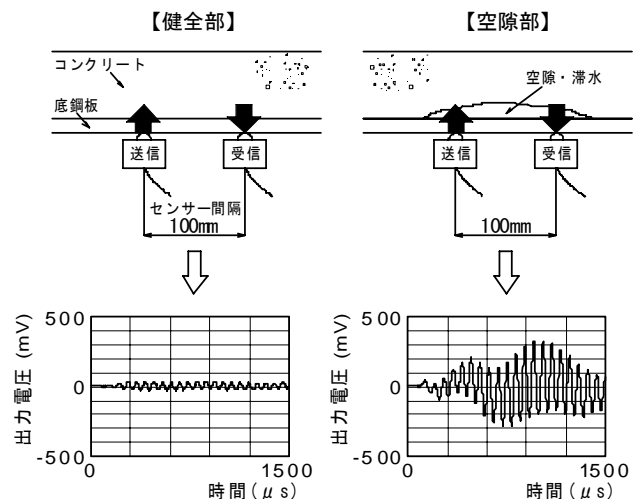 【健全部】
コンクリート
底鋼板
送信
受信
センサー間隔
100mm
500
0
-500
出力電圧 (mV)
0
1500
時間(μs)
【空隙部】
空隙・滞水
送信
受信
100mm
500
0
-500
出力電圧 (mV)
0
1500
時間(μs)